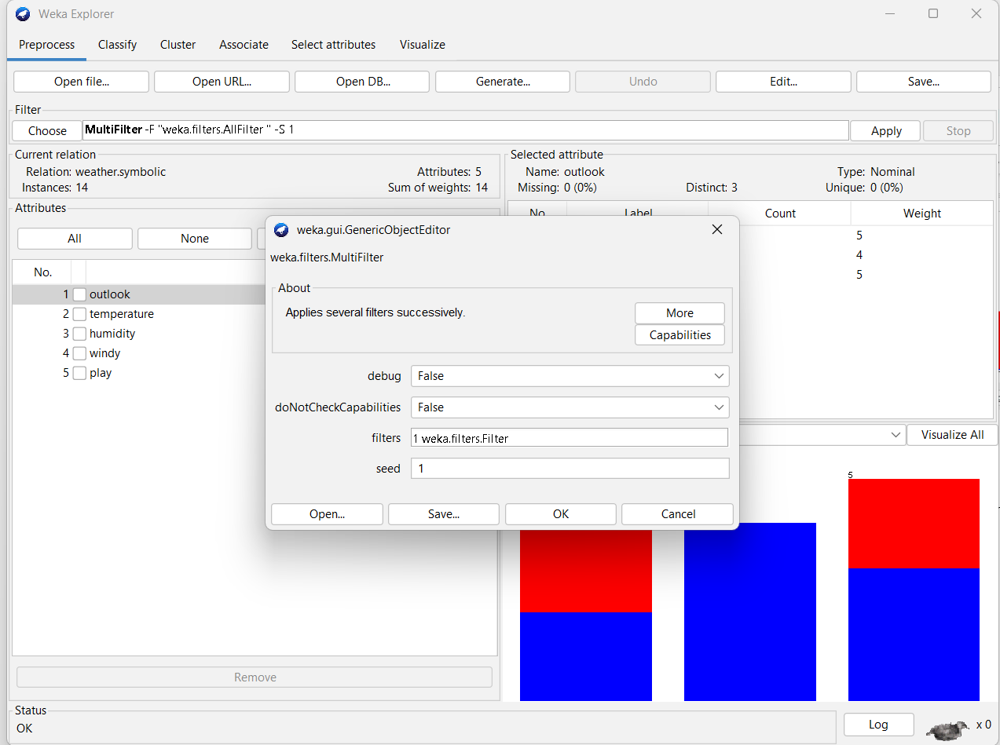 Weka Explorer
Preprocess Classify Cluster Associate Select attributes Visualize
Open file... Open URL... Open DB... Generate... Undo Edit... Save...
Filter
Choose MultiFilter -F "weka.filters.AllFilter " -S 1 Apply Stop
Current relation
Relation: weather.symbolic Attributes: 5
Instances: 14 Sum of weights: 14
Selected attribute
Name: outlook Type: Nominal
Missing: 0 (0%) Distinct: 3 Unique: 0 (0%)
Attributes
All None
No.
1 outlook
2 temperature
3 humidity
4 windy
5 play
Remove
No. Label Count Weight
5
4
5
weka.gui.GenericObjectEditor
weka.filters.MultiFilter
About
Applies several filters successively. More
Capabilities
debug False
doNotCheckCapabilities False
filters 1 weka.filters.Filter
seed 1
Open... Save... OK Cancel
Visualize All
5
Status
OK
Log x 0